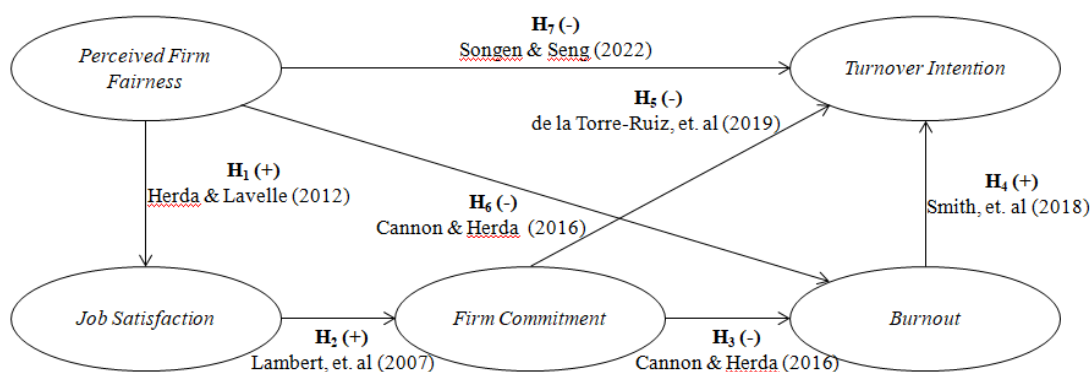 H₇ (-)
Songen & Seng (2022)
Perceived Firm
Fairness
Turnover Intention
H₅ (-)
de la Torre-Ruiz, et. al (2019)
H₁ (+)
Herda & Lavelle (2012)
H₆ (-)
Cannon & Herda (2016)
H₄ (+)
Smith, et. al (2018)
Job Satisfaction
Firm Commitment
Burnout
H₂ (+)
Lambert, et. al (2007)
H₃ (-)
Cannon & Herda (2016)